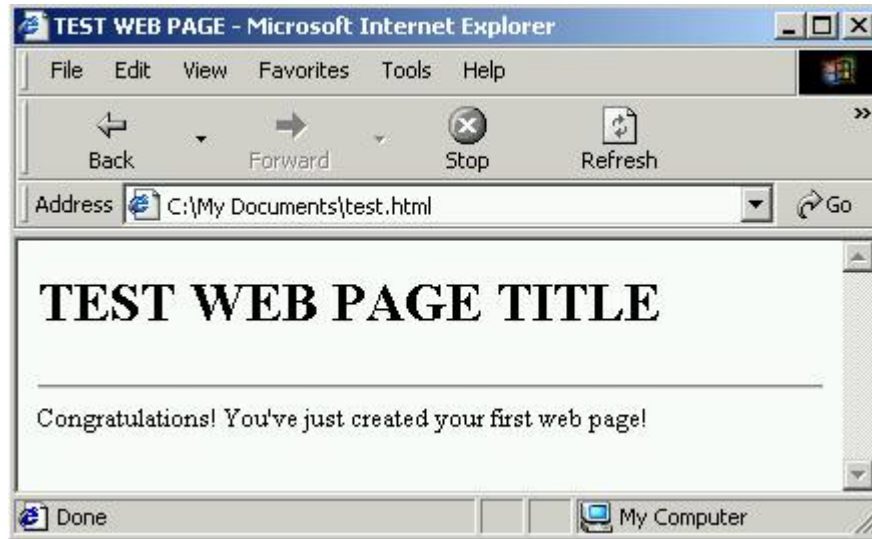 TEST WEB PAGE - Microsoft Internet Explorer
File Edit View Favorites Tools Help
»
Back Forward Stop Refresh
Address C:\My Documents\test.html Go
TEST WEB PAGE TITLE
Congratulations! You've just created your first web page!
Done My Computer